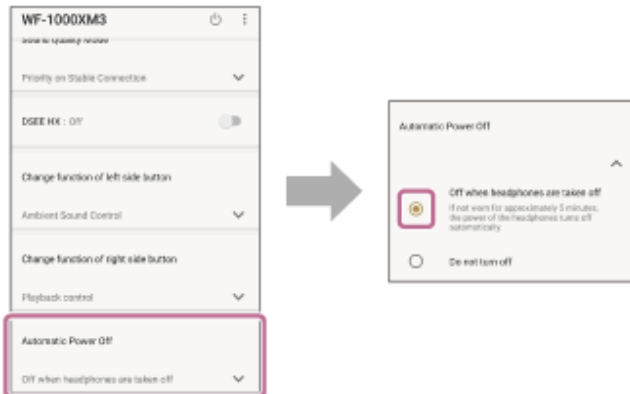 WF-1000XM3
Sound Quality Mode
Priority on Stable Connection
DSEE HX : Off
Change function of left side button
Ambient Sound Control
Change function of right side button
Playback control
Automatic Power Off
Off when headphones are taken off
Automatic Power Off
Off when headphones are taken off
If not worn for approximately 5 minutes,
the power of the headphones turns off
automatically
Do not turn off